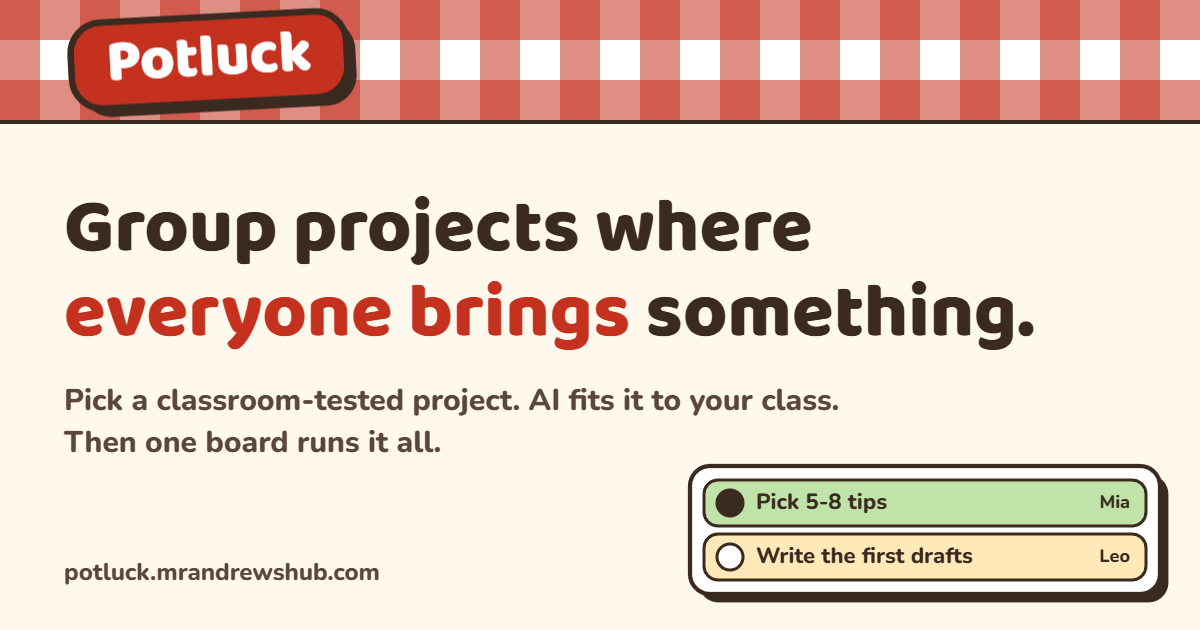 Potluck
Group projects where
everyone brings something.
Pick a classroom-tested project. AI fits it to your class.
Then one board runs it all.
Pick 5-8 tips Mia
Write the first drafts Leo
potluck.mrandrewshub.com